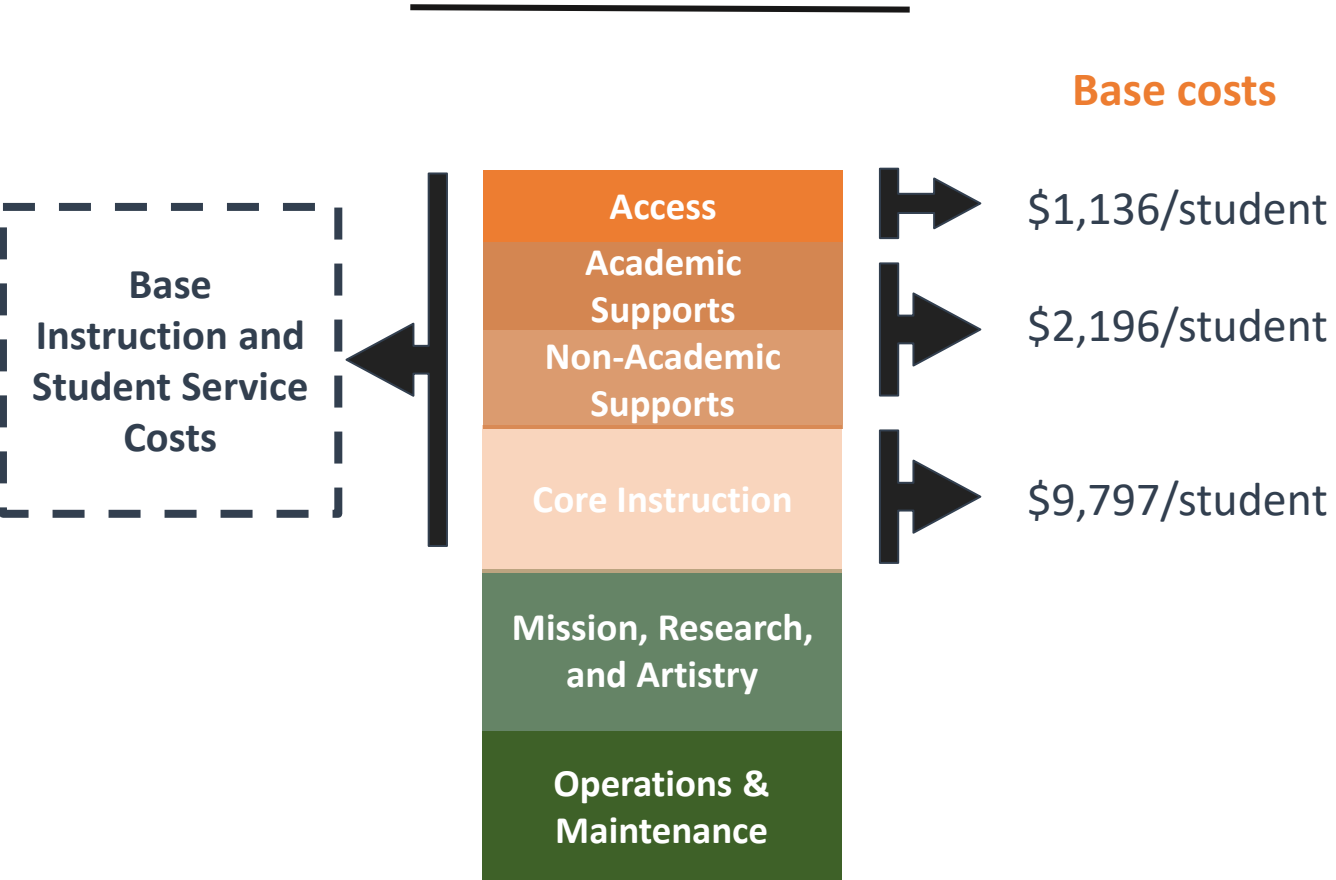 Base costs
Base
Instruction and
Student Service
Costs
Access
Academic
Supports
Non-Academic
Supports
Core Instruction
Mission, Research,
and Artistry
Operations &
Maintenance
$1,136/student
$2,196/student
$9,797/student